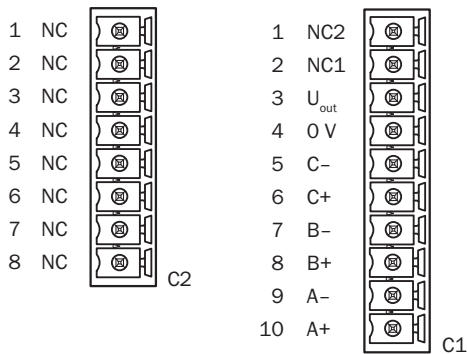 1 NC
2 NC
3 NC
4 NC
5 NC
6 NC
7 NC
8 NC
C2
1 NC2
2 NC1
3 Uout
4 0 V
5 C–
6 C+
7 B–
8 B+
9 A–
10 A+
C1